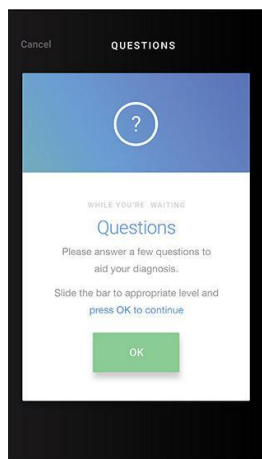 Cancel QUESTIONS
?
WHILE YOU'RE WAITING
Questions
Please answer a few questions to
aid your diagnosis.
Slide the bar to appropriate level and
press OK to continue
OK